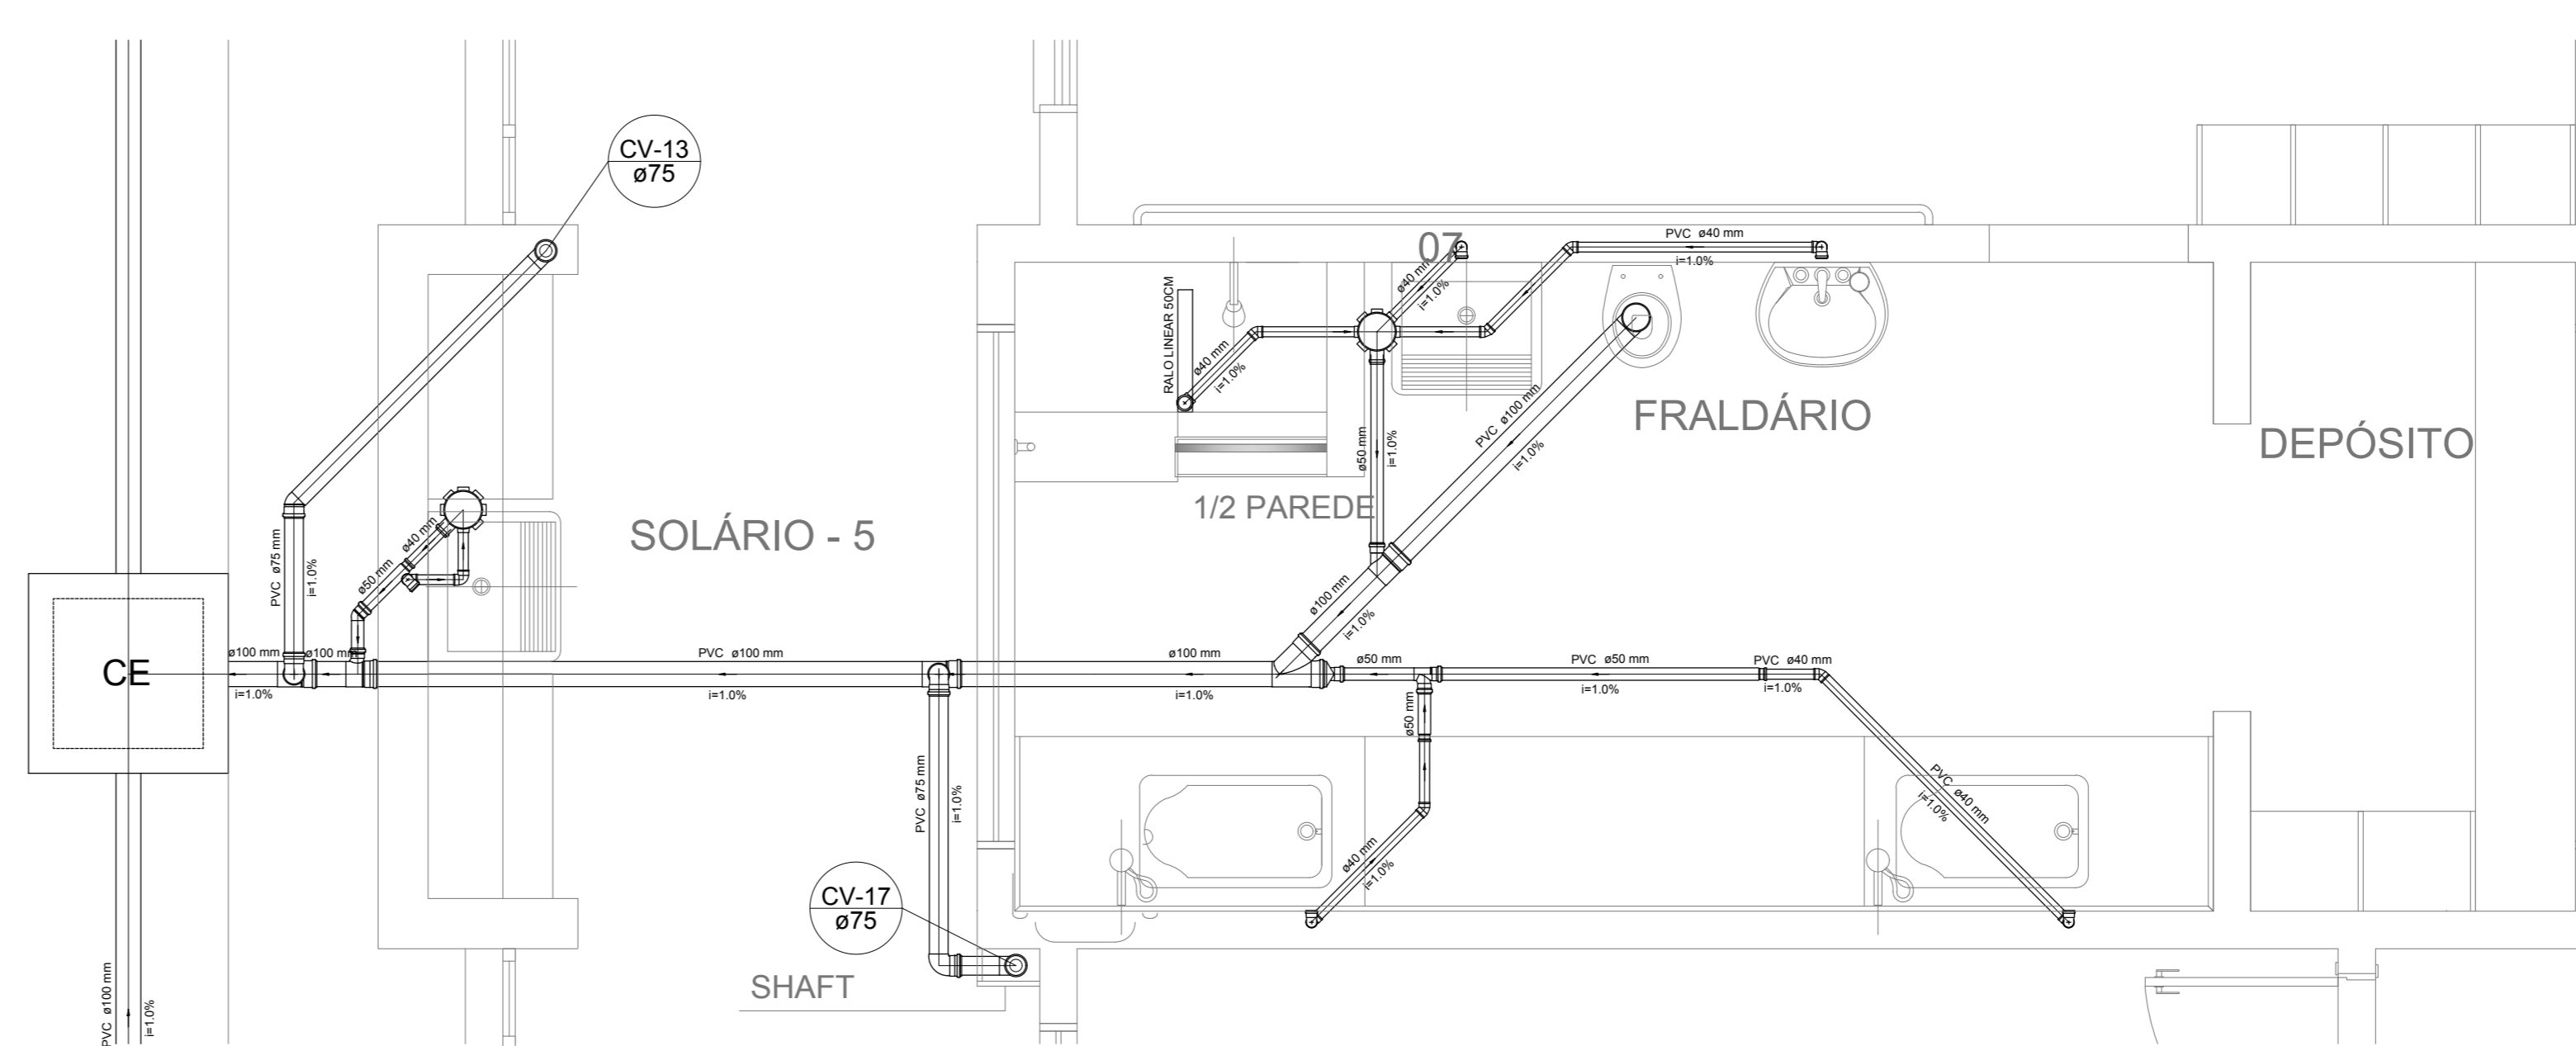 CV-13
ø75
07
PVC ø40 mm
i=1.0%
ø40 mm
i=1.0%
RALO LINEAR 50CM
ø40 mm
i=1.0%
PVC ø100 mm
i=1.0%
FRALDÁRIO
DEPÓSITO
ø50 mm
i=1.0%
1/2 PAREDE
SOLÁRIO - 5
PVC ø75 mm
i=1.0%
ø40 mm
ø50 mm
ø100 mm
i=1.0%
CE
ø100 mm
i=1.0%
ø100 mm
PVC ø100 mm
i=1.0%
ø100 mm
i=1.0%
ø50 mm
PVC ø50 mm
i=1.0%
PVC ø40 mm
i=1.0%
ø50 mm
PVC ø40 mm
i=1.0%
PVC ø75 mm
i=1.0%
ø40 mm
i=1.0%
CV-17
ø75
SHAFT
PVC ø100 mm
i=1.0%